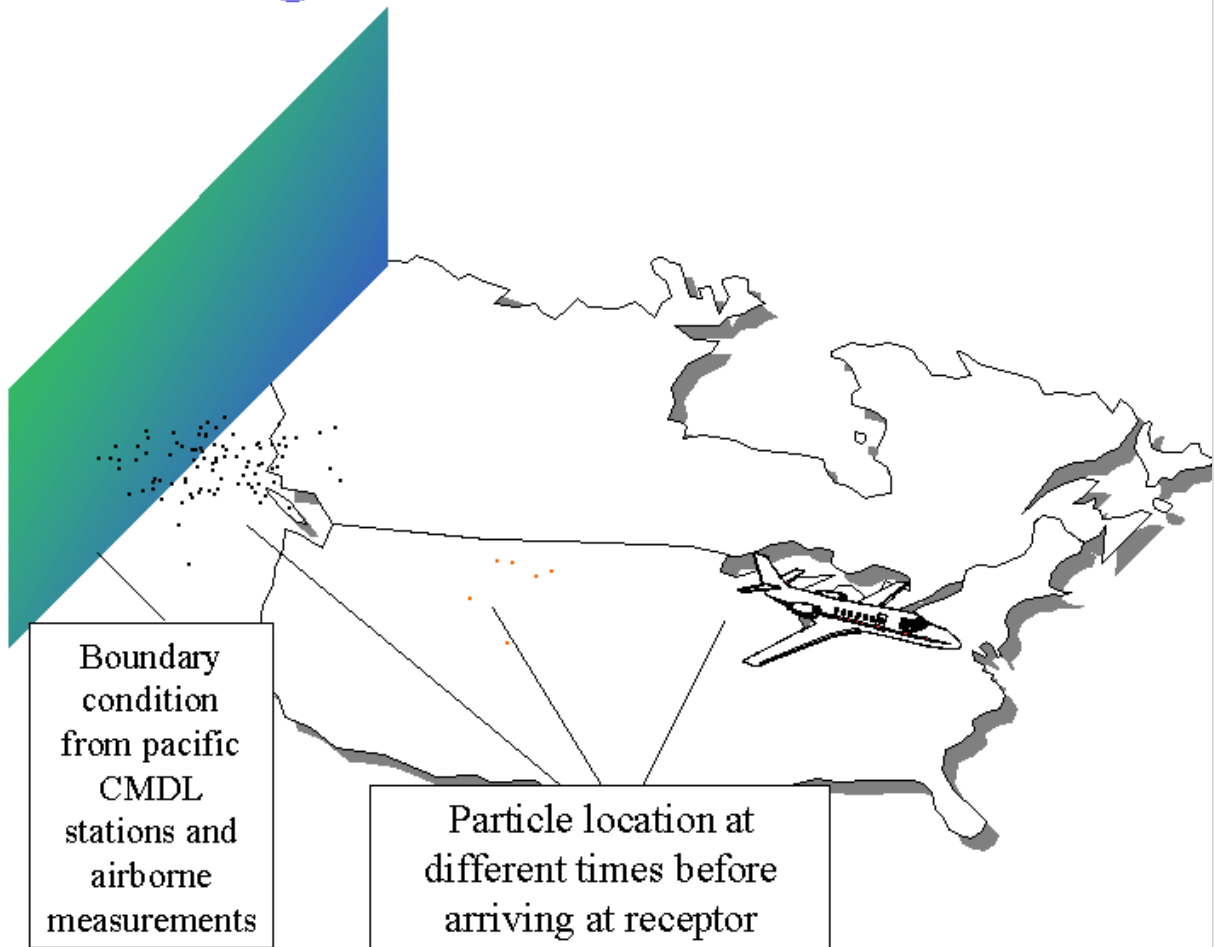 Boundary
condition
from pacific
CMDL
stations and
airborne
measurements
Particle location at
different times before
arriving at receptor